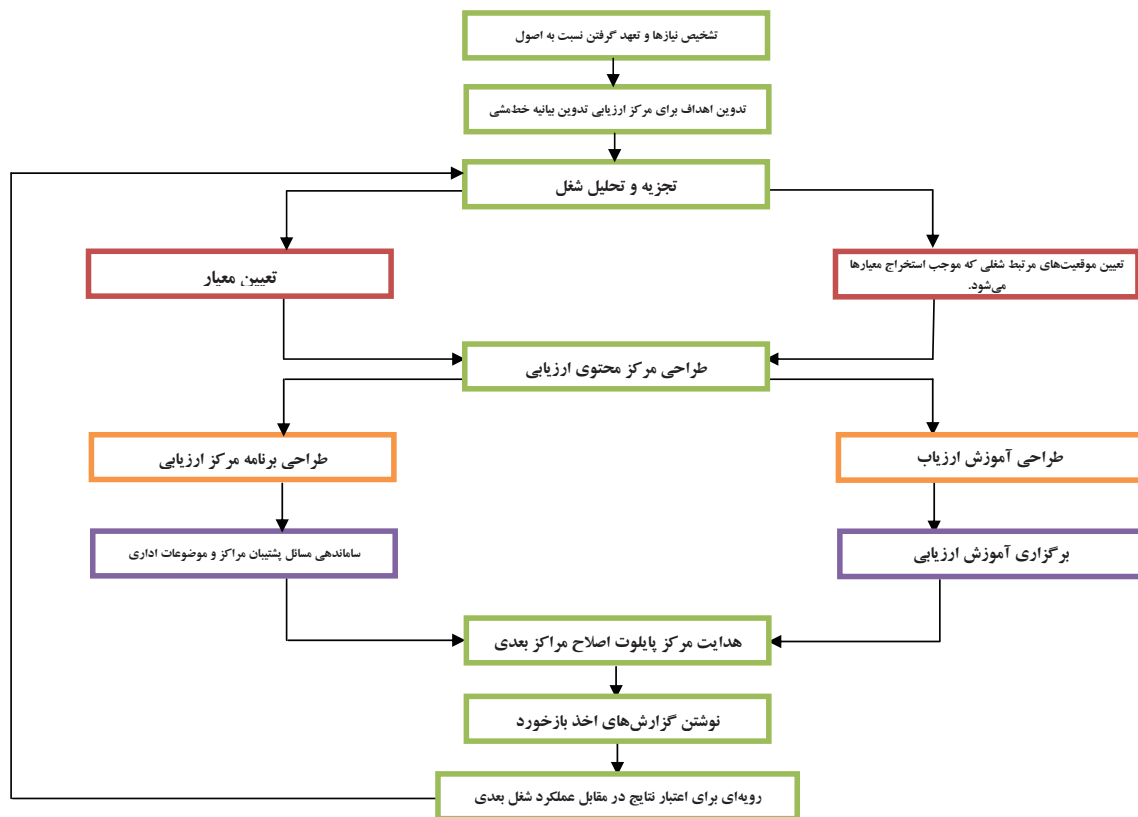 تشخیص نیازها و تعهد گرفتن نسبت به اصول
تدوین اهداف برای مرکز ارزیابی تدوین بیانیه خط‌مشی
تجزیه و تحلیل شغل
تعیین موقعیت‌های مرتبط شغلی که موجب استخراج معیارها
می‌شود.
تعیین معیار
طراحی مرکز محتوی ارزیابی
طراحی آموزش ارزیاب
طراحی برنامه مرکز ارزیابی
برگزاری آموزش ارزیابی
ساماندهی مسائل پشتیبان مراکز و موضوعات اداری
هدایت مرکز پایلوت اصلاح مراکز بعدی
نوشتن گزارش‌های اخذ بازخورد
رویه‌ای برای اعتبار نتایج در مقابل عملکرد شغل بعدی